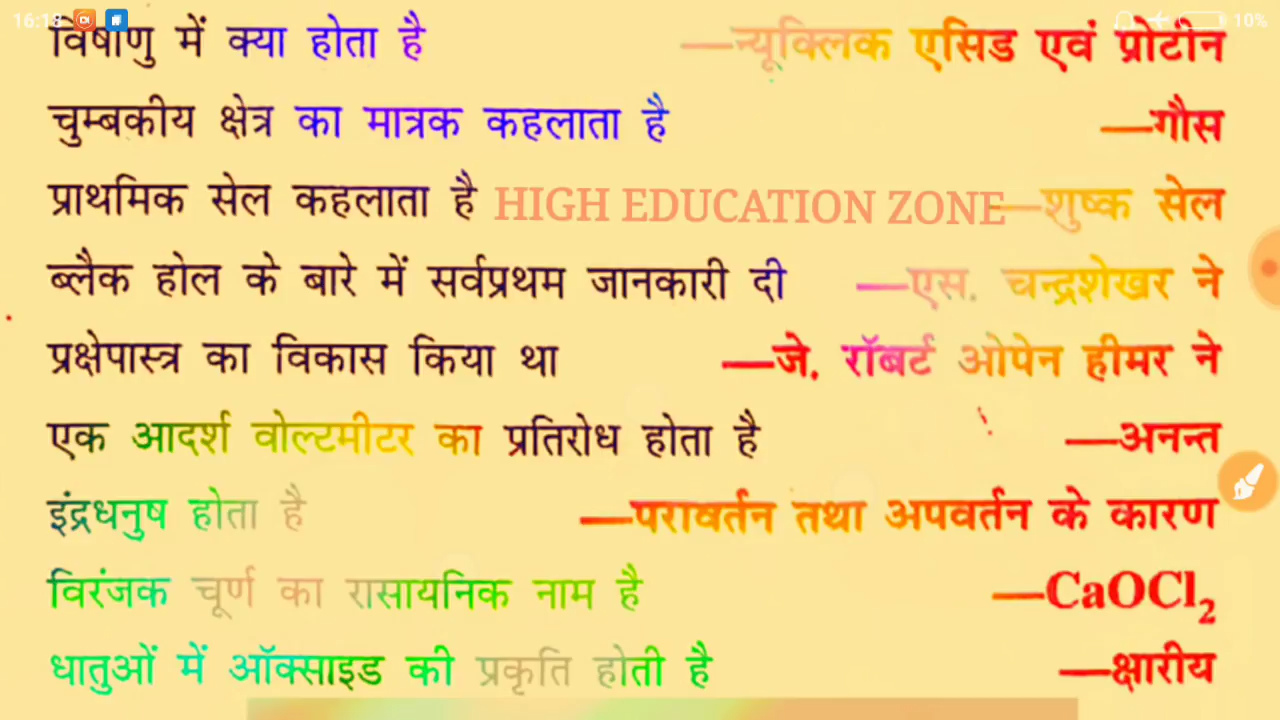 16:18 10%
विषाणु में क्या होता है —न्यूक्लिक एसिड एवं प्रोटीन
चुम्बकीय क्षेत्र का मात्रक कहलाता है —गौस
प्राथमिक सेल कहलाता है HIGH EDUCATION ZONE —शुष्क सेल
ब्लैक होल के बारे में सर्वप्रथम जानकारी दी —एस. चन्द्रशेखर ने
प्रक्षेपास्त्र का विकास किया था —जे. रॉबर्ट ओपेन हीमर ने
एक आदर्श वोल्टमीटर का प्रतिरोध होता है —अनन्त
इंद्रधनुष होता है —परावर्तन तथा अपवर्तन के कारण
विरंजक चूर्ण का रासायनिक नाम है —CaOCl₂
धातुओं में ऑक्साइड की प्रकृति होती है —क्षारीय